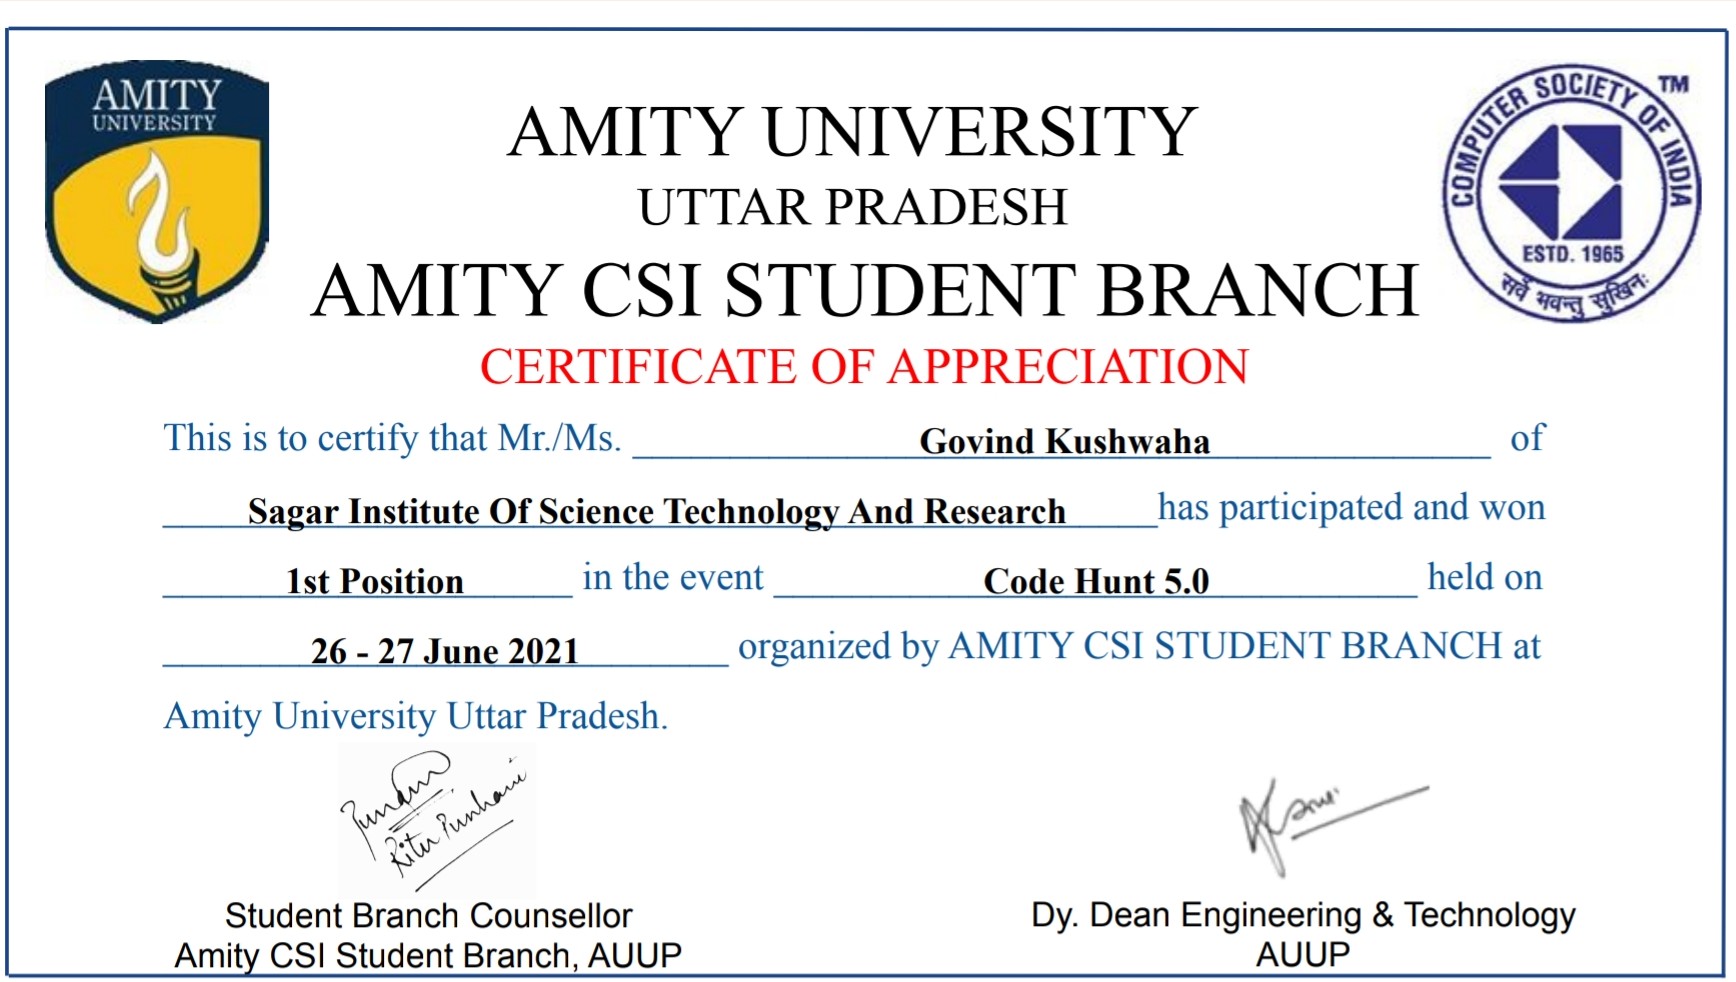 AMITY
UNIVERSITY
AMITY UNIVERSITY
UTTAR PRADESH
AMITY CSI STUDENT BRANCH
COMPUTER SOCIETY OF INDIA
TM
ESTD. 1965
सर्वे भवन्तु सुखिनः
CERTIFICATE OF APPRECIATION
This is to certify that Mr./Ms. Govind Kushwaha of
Sagar Institute Of Science Technology And Research has participated and won
1st Position in the event Code Hunt 5.0 held on
26 - 27 June 2021 organized by AMITY CSI STUDENT BRANCH at
Amity University Uttar Pradesh.
Ritu Punhani
Student Branch Counsellor
Amity CSI Student Branch, AUUP
Dy. Dean Engineering & Technology
AUUP